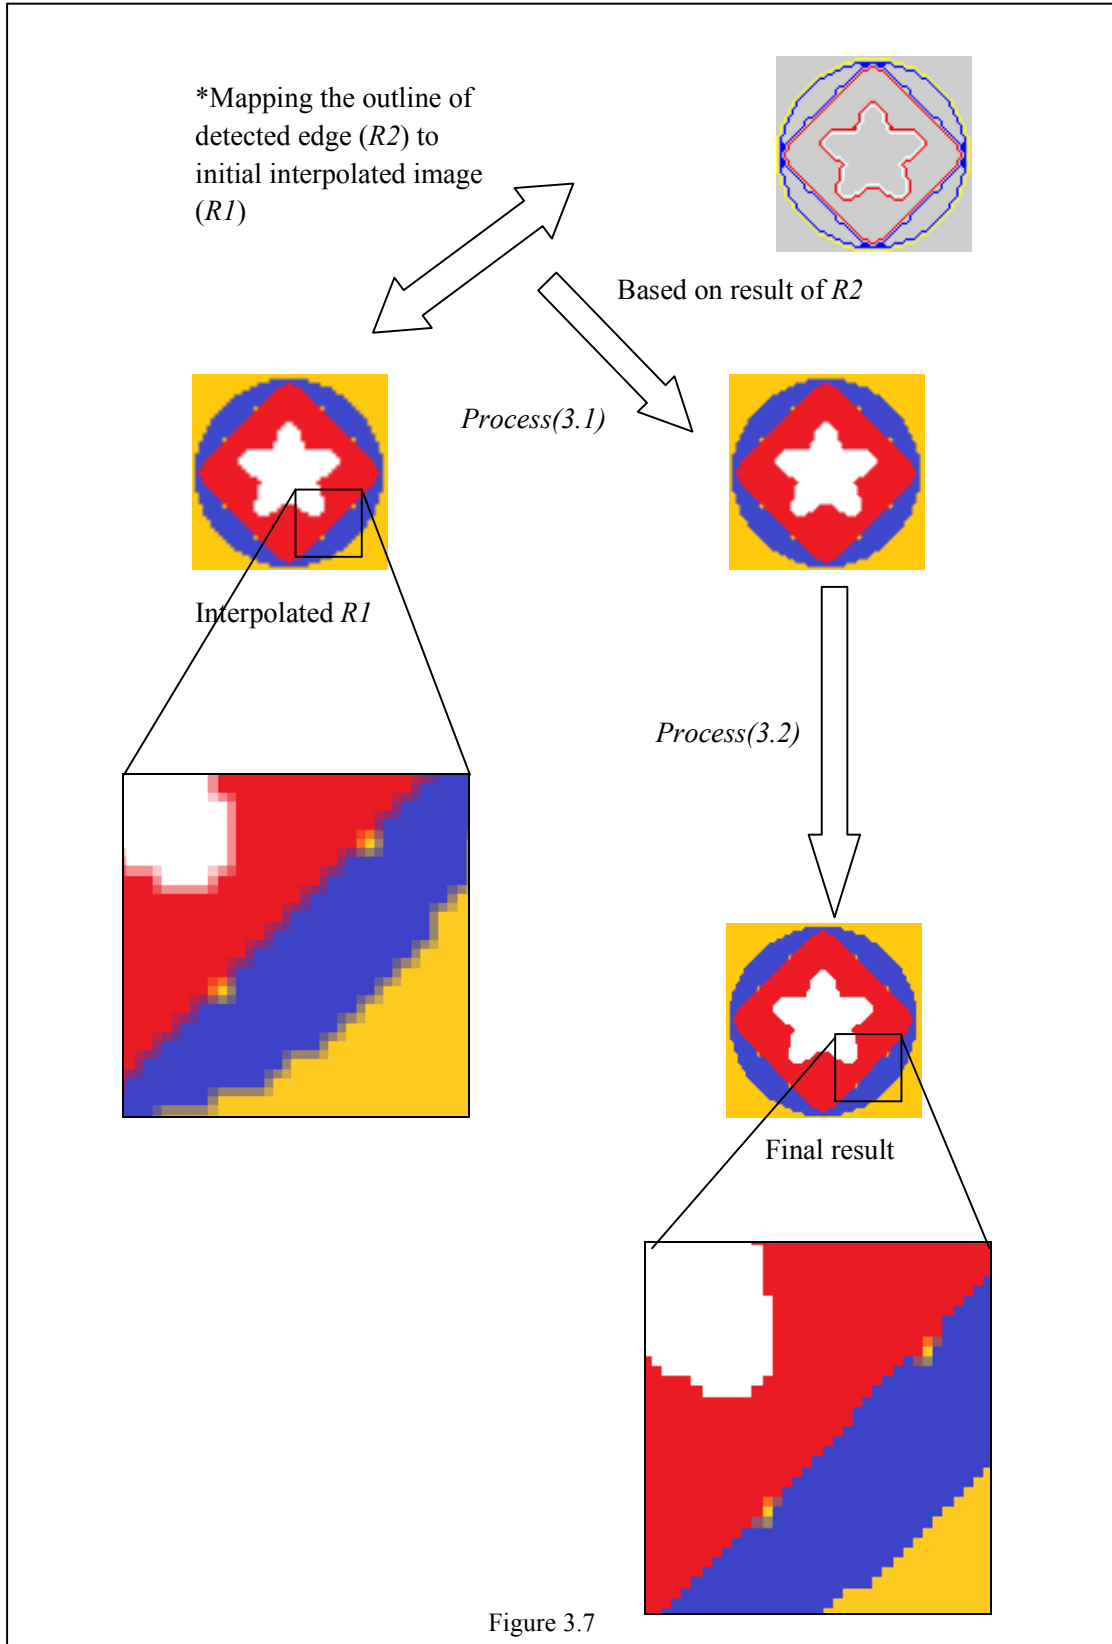 *Mapping the outline of
detected edge (R2) to
initial interpolated image
(R1)
Based on result of R2
Process(3.1)
Interpolated R1
Process(3.2)
Final result
Figure 3.7